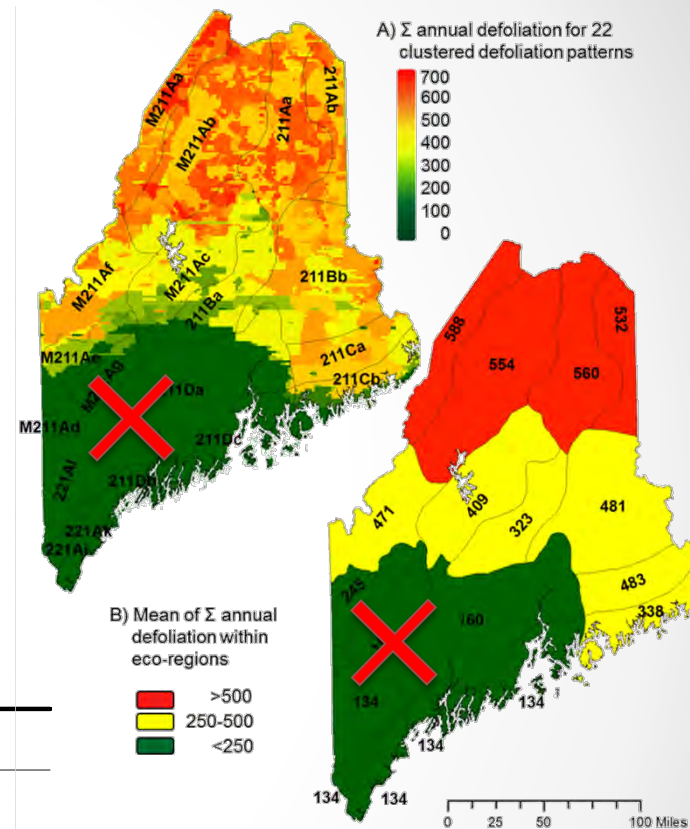 A) Σ annual defoliation for 22
clustered defoliation patterns
700
600
500
400
300
200
100
0
M211Aa
M211Ab
211Aa
211Ab
M211Af
M211Ac
211Ba
211Bb
211Ca
211Cb
M211Ae
M211Ad
211Dc
211Db
221Al
221Ak
588
554
560
532
471
409
323
481
483
338
245
134
134
134
134
134
B) Mean of Σ annual
defoliation within
eco-regions
>500
250-500
<250
0 25 50 100 Miles